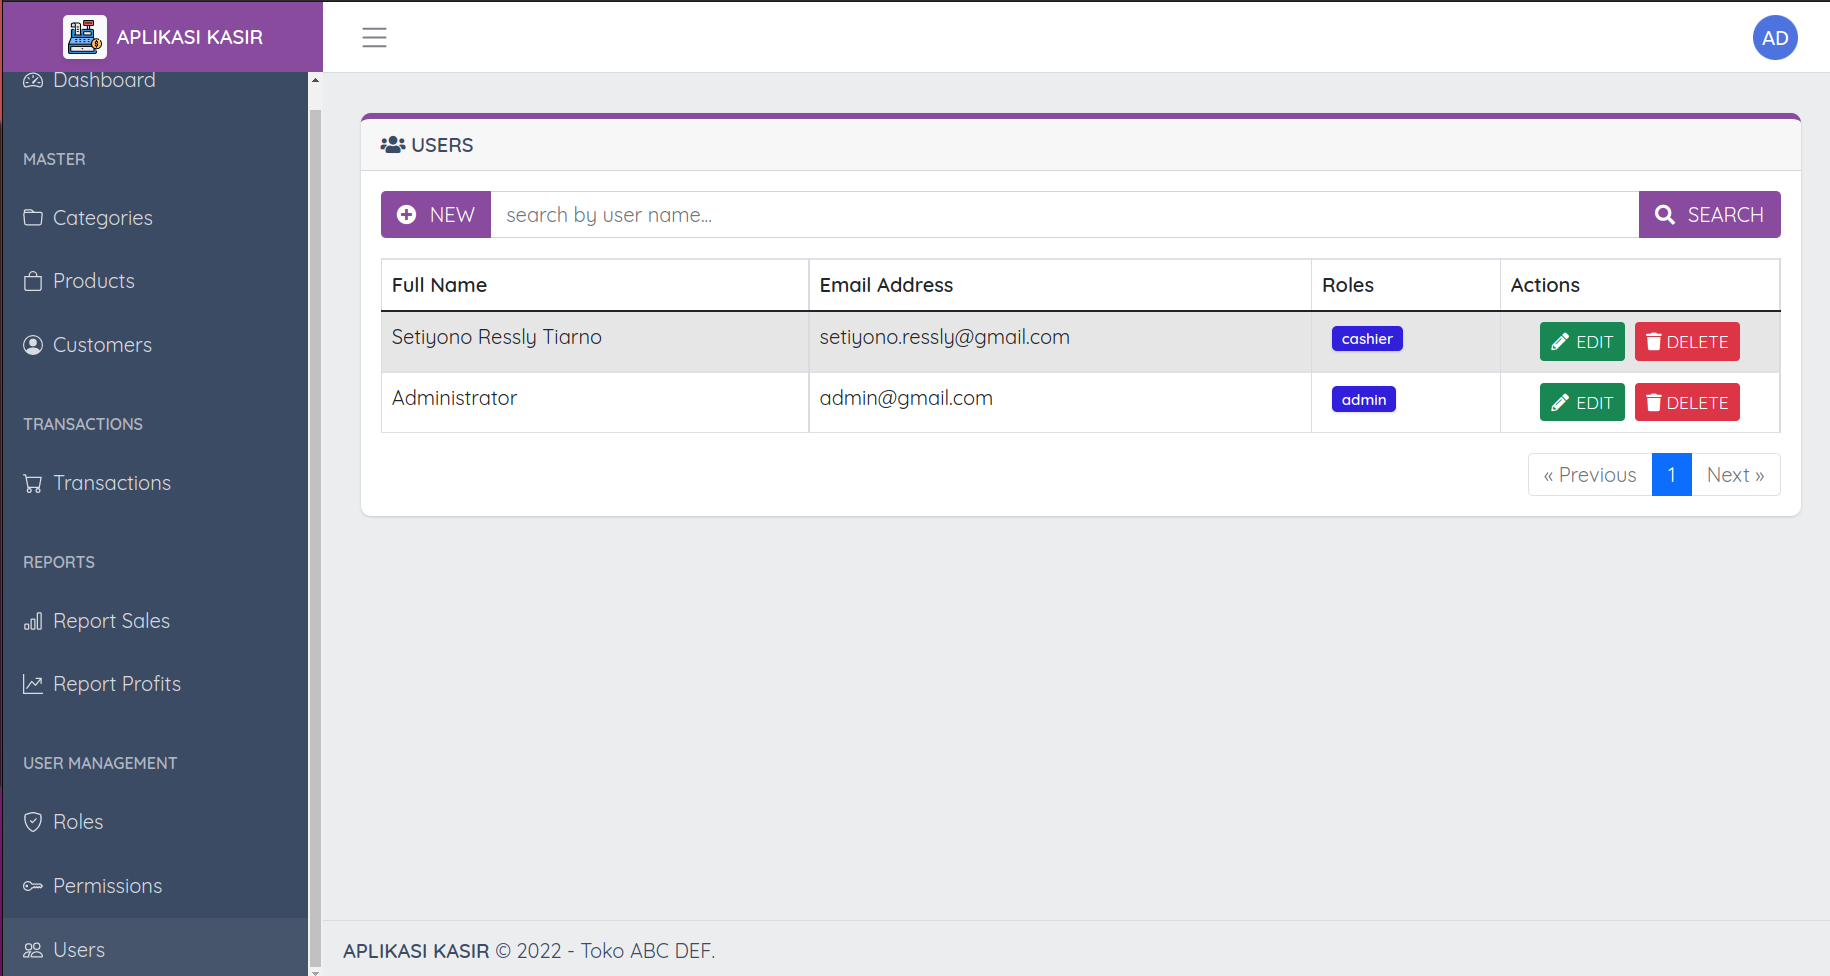 APLIKASI KASIR
AD
Dashboard
MASTER
Categories
Products
Customers
TRANSACTIONS
Transactions
REPORTS
Report Sales
Report Profits
USER MANAGEMENT
Roles
Permissions
Users
USERS
NEW search by user name... SEARCH
Full Name Email Address Roles Actions
Setiyono Ressly Tiarno setiyono.ressly@gmail.com cashier EDIT DELETE
Administrator admin@gmail.com admin EDIT DELETE
« Previous 1 Next »
APLIKASI KASIR © 2022 - Toko ABC DEF.